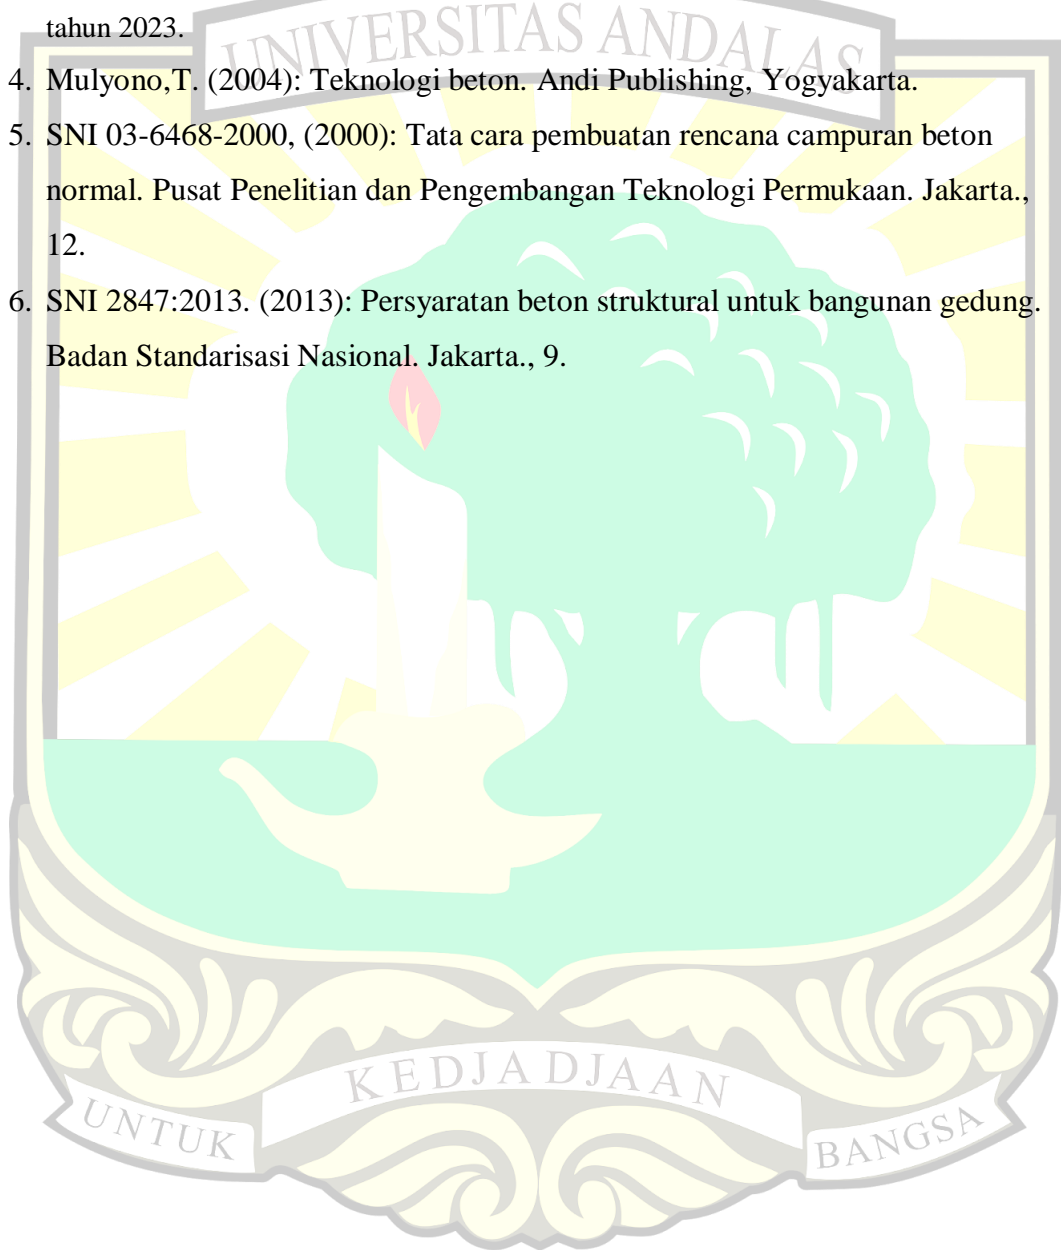 tahun 2023.
UNIVERSITAS ANDALAS
4. Mulyono,T. (2004): Teknologi beton. Andi Publishing, Yogyakarta.
5. SNI 03-6468-2000, (2000): Tata cara pembuatan rencana campuran beton
normal. Pusat Penelitian dan Pengembangan Teknologi Permukaan. Jakarta.,
12.
6. SNI 2847:2013. (2013): Persyaratan beton struktural untuk bangunan gedung.
Badan Standarisasi Nasional. Jakarta., 9.
UNTUK KEDJADJAAN BANGSA